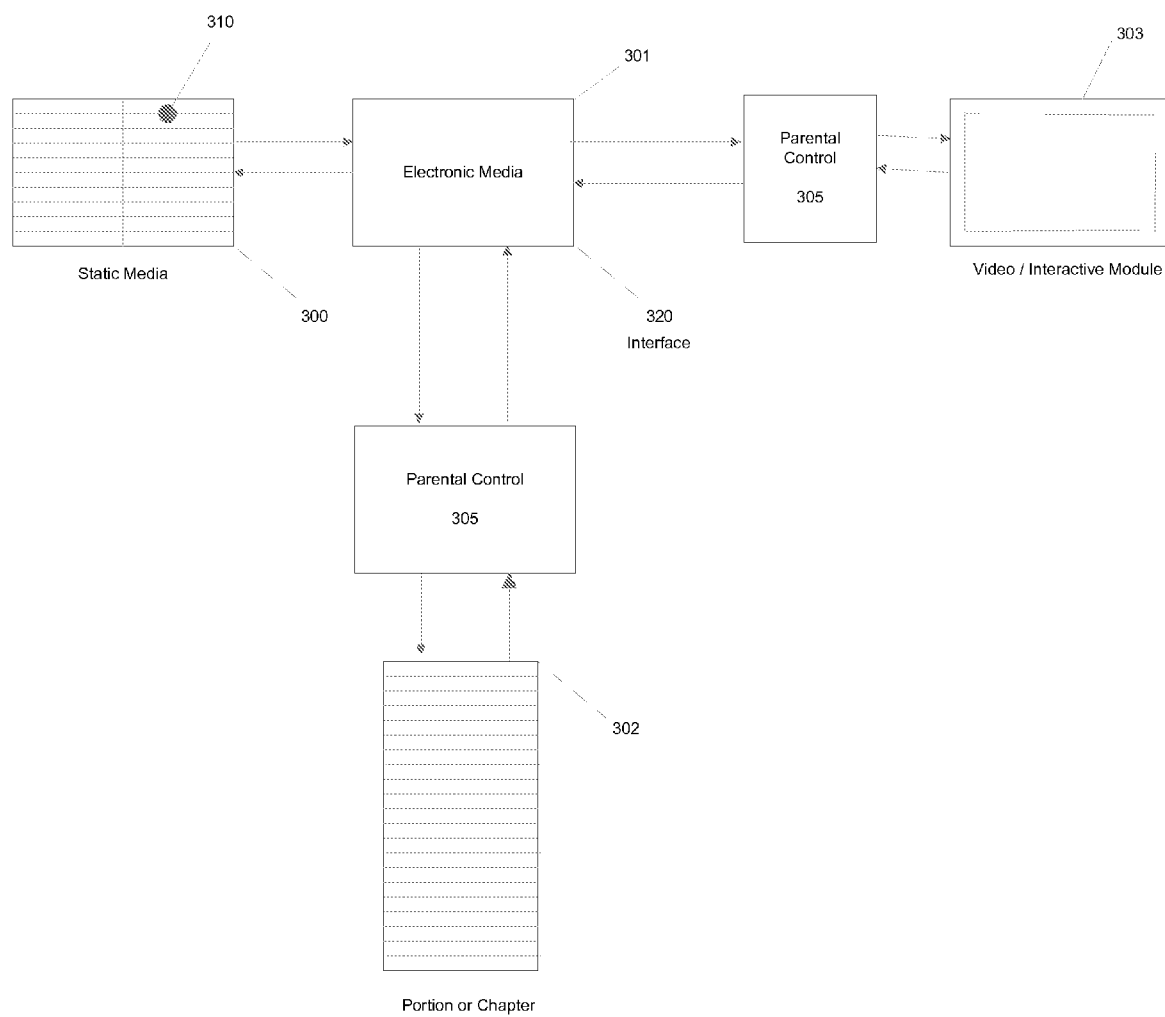 310
301
303
Electronic Media
Parental
Control
305
Static Media
300
320
Interface
Video / Interactive Module
Parental Control
305
302
Portion or Chapter